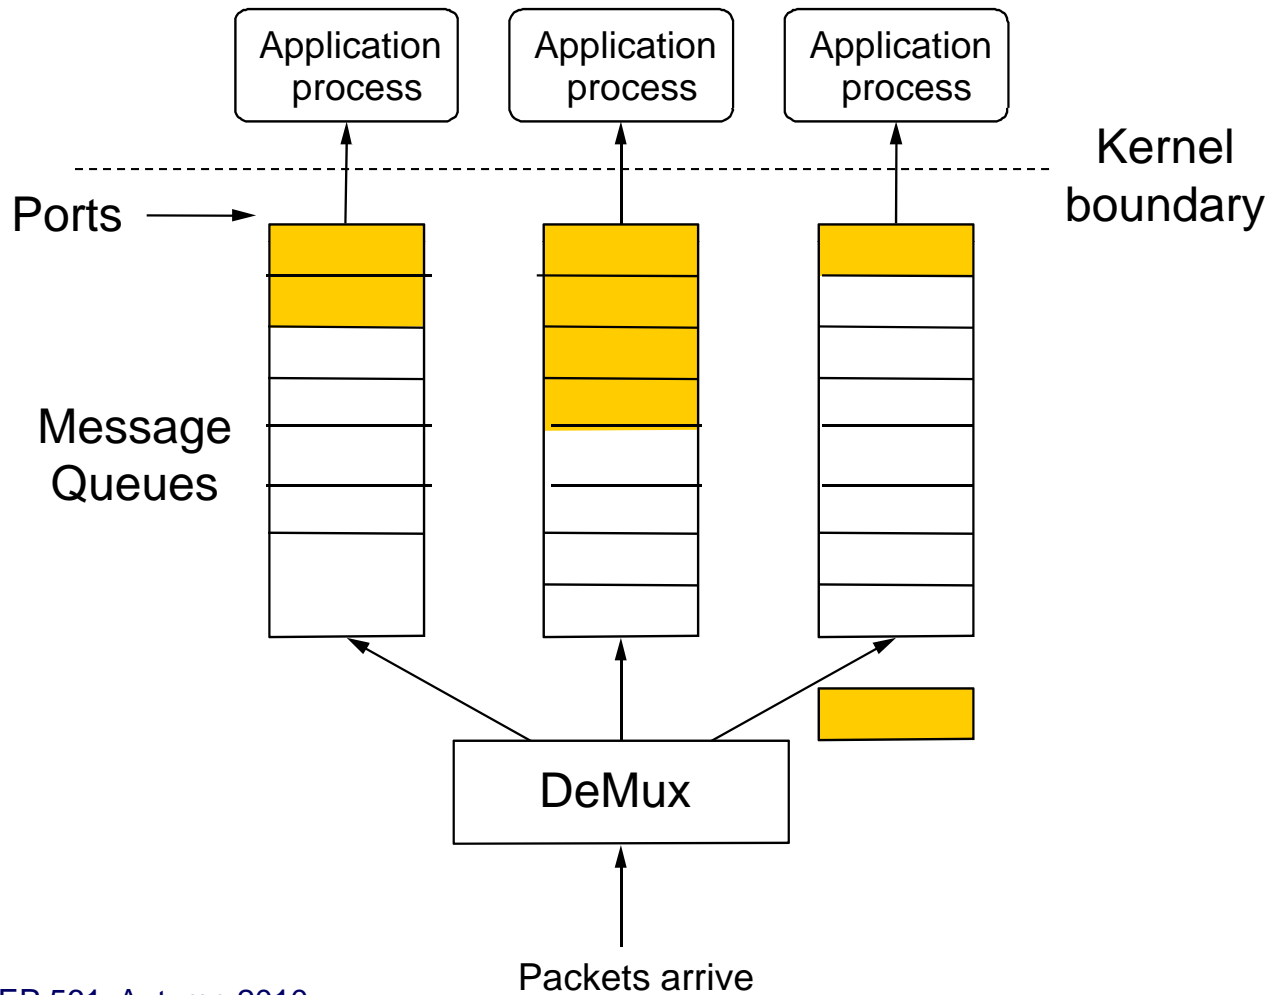 Application
process
Application
process
Application
process
Kernel
boundary
Ports
Message
Queues
DeMux
Packets arrive